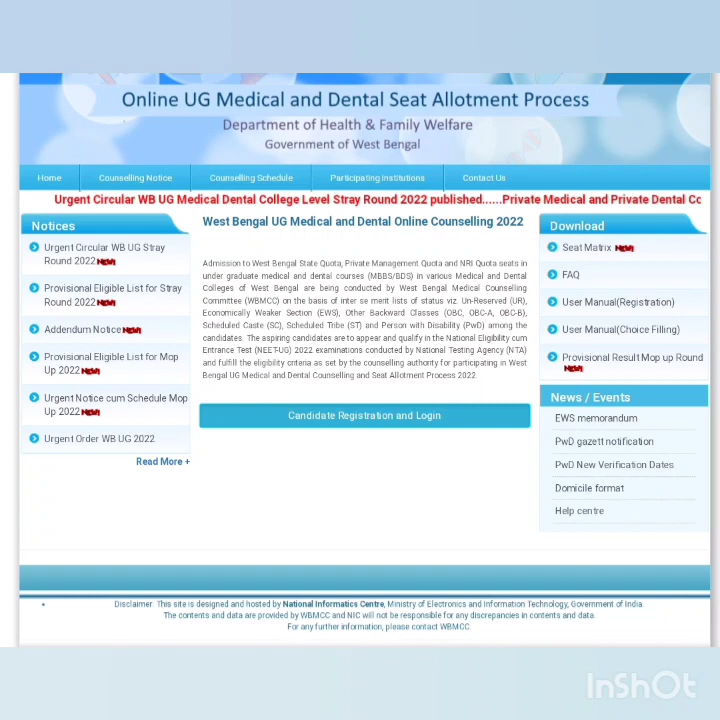 Online UG Medical and Dental Seat Allotment Process
Department of Health & Family Welfare
Government of West Bengal
Home
Counselling Notice
Counselling Schedule
Participating Institutions
Contact Us
Urgent Circular WB UG Medical Dental College Level Stray Round 2022 published......Private Medical and Private Dental Co
Notices
Urgent Circular WB UG Stray
Round 2022 NEW!
Provisional Eligible List for Stray
Round 2022 NEW!
Addendum Notice NEW!
Provisional Eligible List for Mop
Up 2022 NEW!
Urgent Notice cum Schedule Mop
Up 2022 NEW!
Urgent Order WB UG 2022
Read More +
West Bengal UG Medical and Dental Online Counselling 2022
Admission to West Bengal State Quota, Private Management Quota and NRI Quota seats in
under graduate medical and dental courses (MBBS/BDS) in various Medical and Dental
Colleges of West Bengal are being conducted by West Bengal Medical Counselling
Committee (WBMCC) on the basis of inter se merit lists of status viz. Un-Reserved (UR),
Economically Weaker Section (EWS), Other Backward Classes (OBC, OBC-A, OBC-B),
Scheduled Caste (SC), Scheduled Tribe (ST) and Person with Disability (PwD) among the
candidates. The aspiring candidates are to appear and qualify in the National Eligibility cum
Entrance Test (NEET-UG) 2022 examinations conducted by National Testing Agency (NTA)
and fulfill the eligibility criteria as set by the counselling authority for participating in West
Bengal UG Medical and Dental Counselling and Seat Allotment Process 2022.
Candidate Registration and Login
Download
Seat Matrix NEW!
FAQ
User Manual(Registration)
User Manual(Choice Filling)
Provisional Result Mop up Round
NEW!
News / Events
EWS memorandum
PwD gazett notification
PwD New Verification Dates
Domicile format
Help centre
Disclaimer: This site is designed and hosted by National Informatics Centre, Ministry of Electronics and Information Technology, Government of India.
The contents and data are provided by WBMCC and NIC will not be responsible for any discrepancies in contents and data.
For any further information, please contact WBMCC.
InShOt